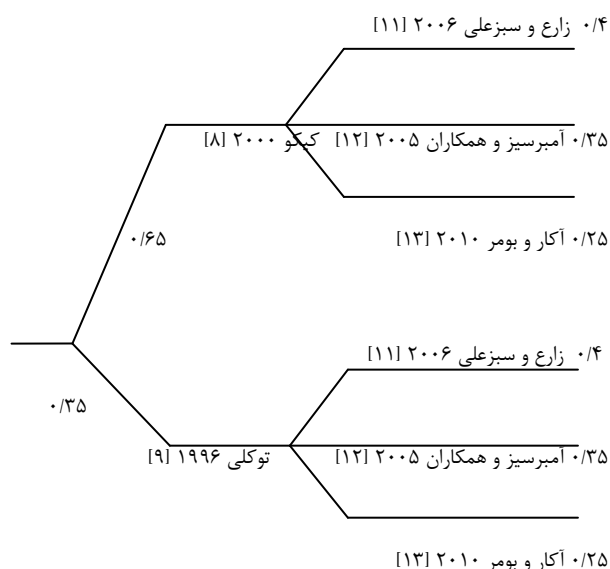 ۰/۴ زارع و سبزعلی ۲۰۰۶ [۱۱]
۰/۳۵ آمبرسیز و همکاران ۲۰۰۵ [۱۲]
کیکو ۲۰۰۰ [۸]
۰/۶۵
۰/۲۵ آکار و بومر ۲۰۱۰ [۱۳]
۰/۴ زارع و سبزعلی ۲۰۰۶ [۱۱]
۰/۳۵
۰/۳۵ آمبرسیز و همکاران ۲۰۰۵ [۱۲]
توکلی ۱۹۹۶ [۹]
۰/۲۵ آکار و بومر ۲۰۱۰ [۱۳]